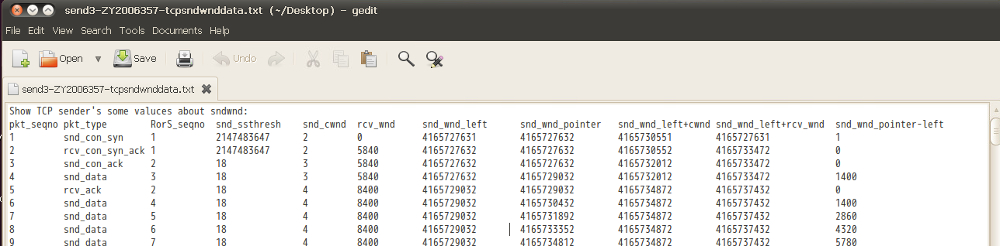 send3-ZY2006357-tcpsndwnddata.txt (~/Desktop) - gedit
File Edit View Search Tools Documents Help
Open Save Undo
send3-ZY2006357-tcpsndwnddata.txt
Show TCP sender's some valuces about sndwnd:
pkt_seqno pkt_type RorS_seqno snd_ssthresh snd_cwnd rcv_wnd snd_wnd_left snd_wnd_pointer snd_wnd_left+cwnd snd_wnd_left+rcv_wnd snd_wnd_pointer-left
1 snd_con_syn 1 2147483647 2 0 4165727631 4165727632 4165730551 4165727631 1
2 rcv_con_syn_ack 1 2147483647 2 5840 4165727632 4165727632 4165730552 4165733472 0
3 snd_con_ack 2 18 3 5840 4165727632 4165727632 4165732012 4165733472 0
4 snd_data 3 18 3 5840 4165727632 4165729032 4165732012 4165733472 1400
5 rcv_ack 2 18 4 8400 4165729032 4165729032 4165734872 4165737432 0
6 snd_data 4 18 4 8400 4165729032 4165730432 4165734872 4165737432 1400
7 snd_data 5 18 4 8400 4165729032 4165731892 4165734872 4165737432 2860
8 snd_data 6 18 4 8400 4165729032 4165733352 4165734872 4165737432 4320
9 snd_data 7 18 4 8400 4165729032 4165734812 4165734872 4165737432 5780